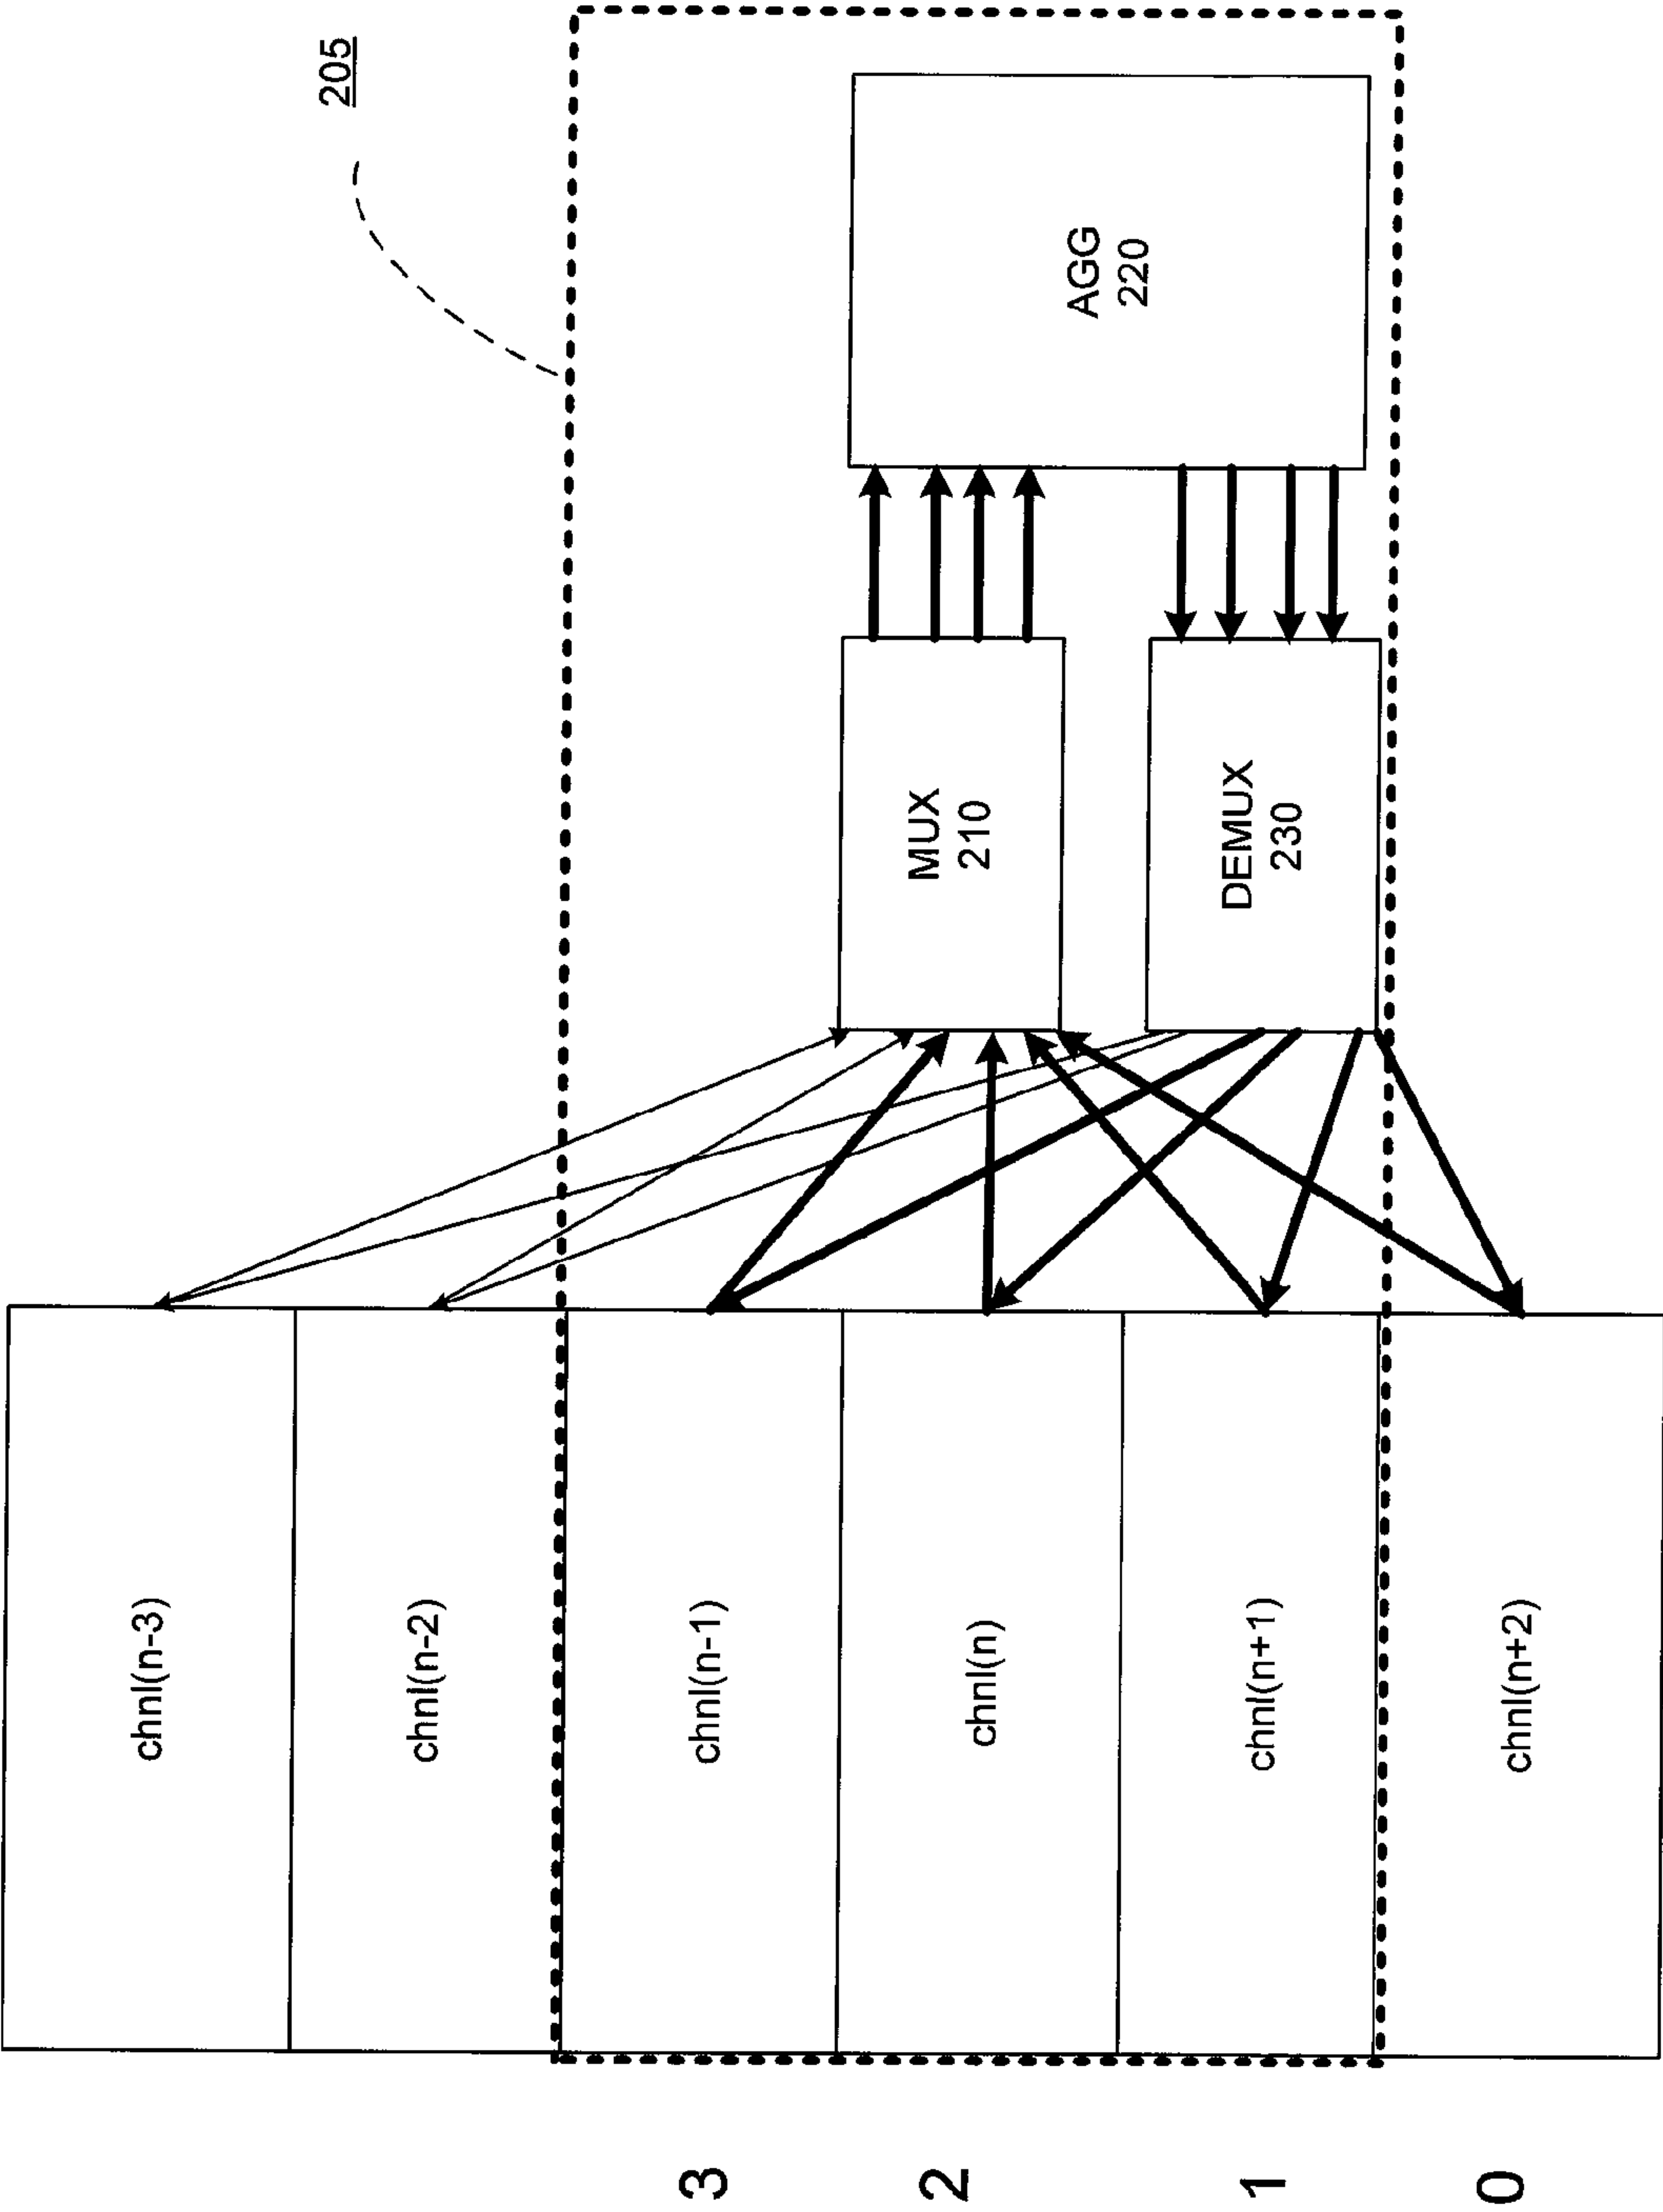 205
chnl(n-3)
chnl(n-2)
chnl(n-1)
chnl(n)
chnl(n+1)
chnl(n+2)
3
2
1
0
MUX
210
DEMUX
230
AGG
220